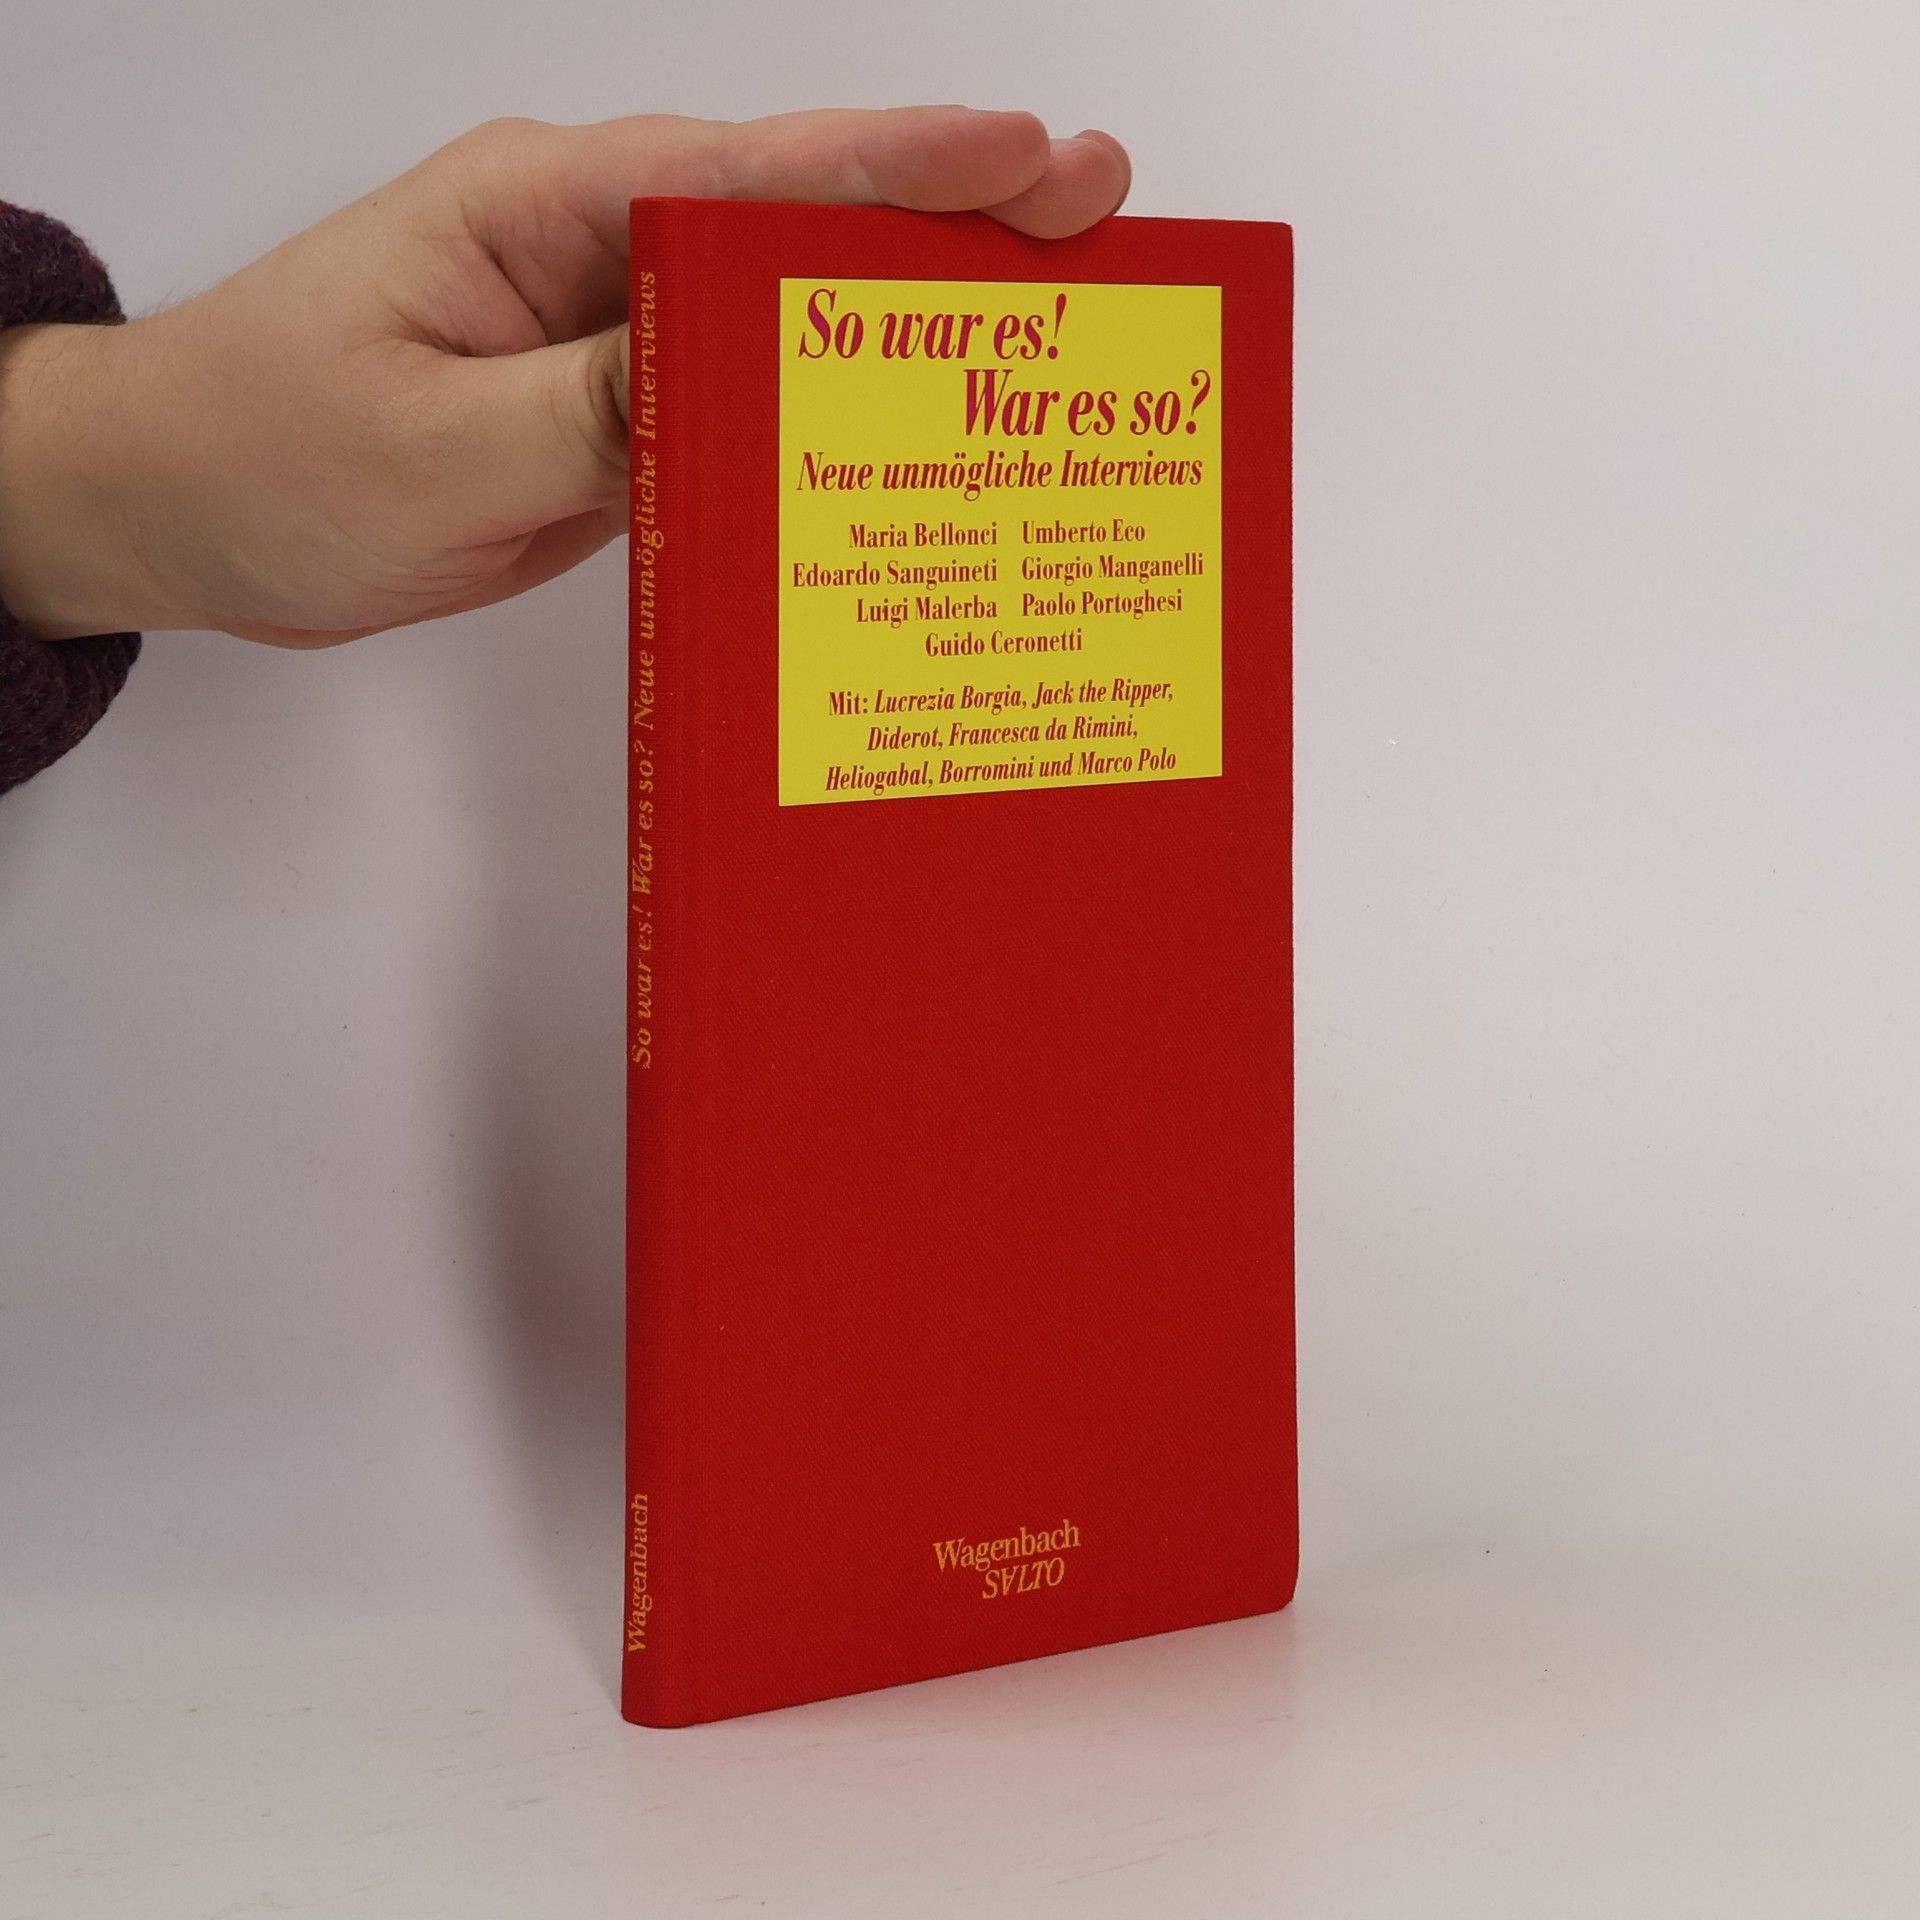 So war es! War es so? Neue unmögliche Interviews
Wagenbach
So war es!
War es so?
Neue unmögliche Interviews
Maria Bellonci Umberto Eco
Edoardo Sanguineti Giorgio Manganelli
Luigi Malerba Paolo Portoghesi
Guido Ceronetti
Mit: Lucrezia Borgia, Jack the Ripper,
Diderot, Francesca da Rimini,
Heliogabal, Borromini und Marco Polo
Wagenbach
SALTO